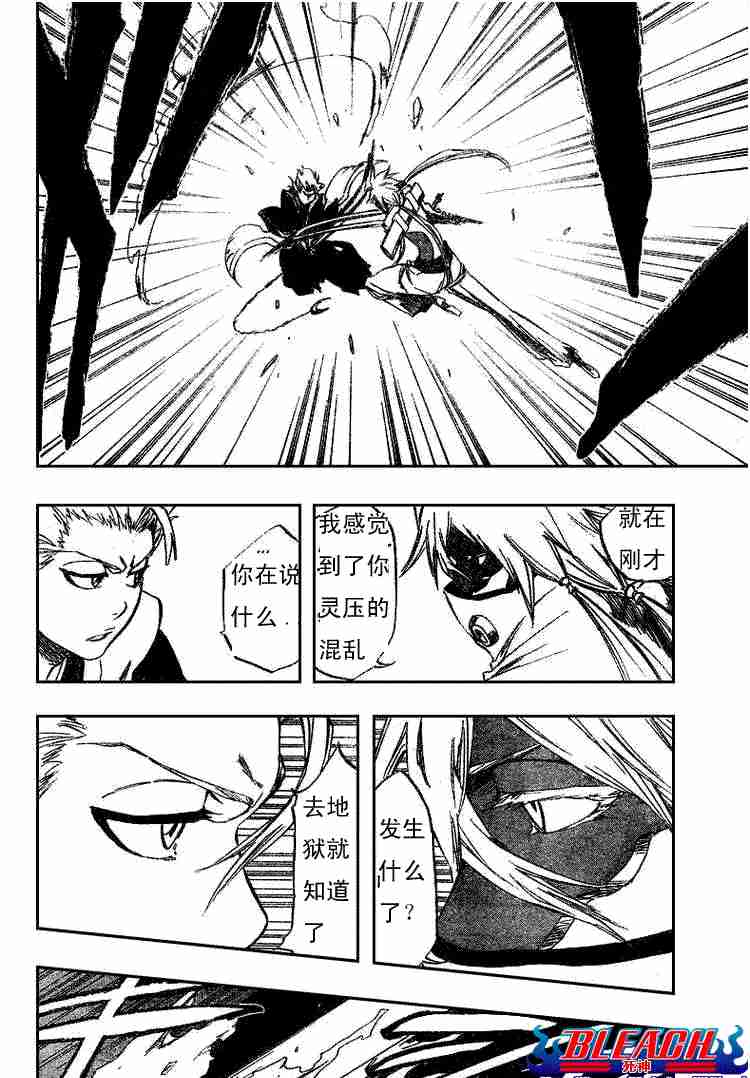 就在
刚才
我感觉
到了你
灵压的
混乱
…
你在说
什么
发生
什么
了?
去地
狱就
知道
了
BLEACH
死神